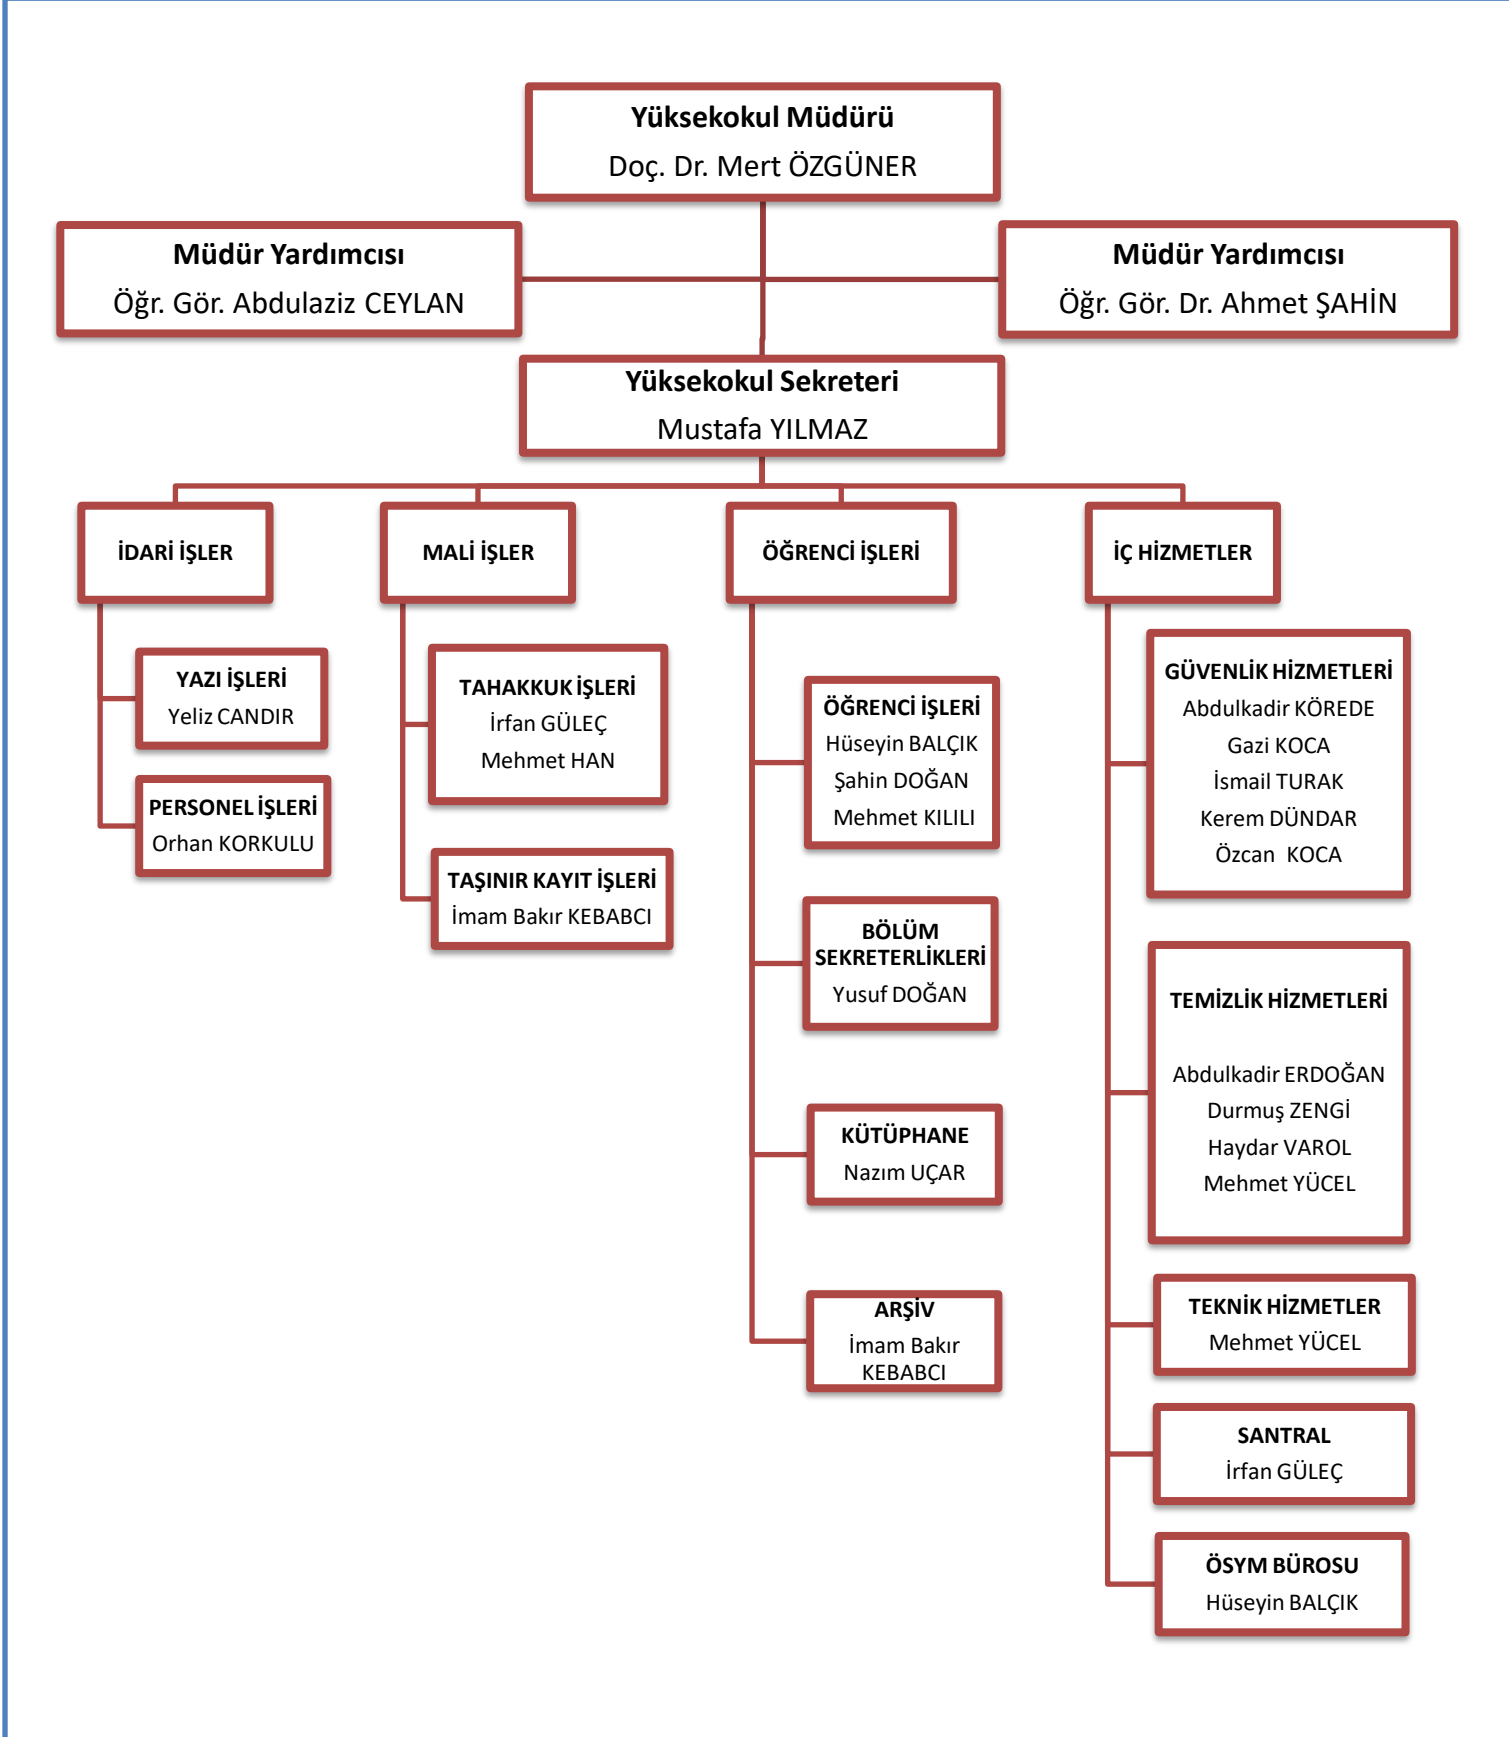 Yüksekokul Müdürü
Doç. Dr. Mert ÖZGÜNER
Müdür Yardımcısı
Öğr. Gör. Abdulaziz CEYLAN
Müdür Yardımcısı
Öğr. Gör. Dr. Ahmet ŞAHİN
Yüksekokul Sekreteri
Mustafa YILMAZ
İDARİ İŞLER
YAZI İŞLERİ
Yeliz CANDIR
PERSONEL İŞLERİ
Orhan KORKULU
MALİ İŞLER
TAHAKKUK İŞLERİ
İrfan GÜLEÇ
Mehmet HAN
TAŞINIR KAYIT İŞLERİ
İmam Bakır KEBABCI
ÖĞRENCİ İŞLERİ
ÖĞRENCİ İŞLERİ
Hüseyin BALÇIK
Şahin DOĞAN
Mehmet KILILI
BÖLÜM
SEKRETERLİKLERİ
Yusuf DOĞAN
KÜTÜPHANE
Nazım UÇAR
ARŞİV
İmam Bakır
KEBABCI
İÇ HİZMETLER
GÜVENLİK HİZMETLERİ
Abdulkadir KÖREDE
Gazi KOCA
İsmail TURAK
Kerem DÜNDAR
Özcan  KOCA
TEMİZLİK HİZMETLERİ
Abdulkadir ERDOĞAN
Durmuş ZENGİ
Haydar VAROL
Mehmet YÜCEL
TEKNİK HİZMETLER
Mehmet YÜCEL
SANTRAL
İrfan GÜLEÇ
ÖSYM BÜROSU
Hüseyin BALÇIK